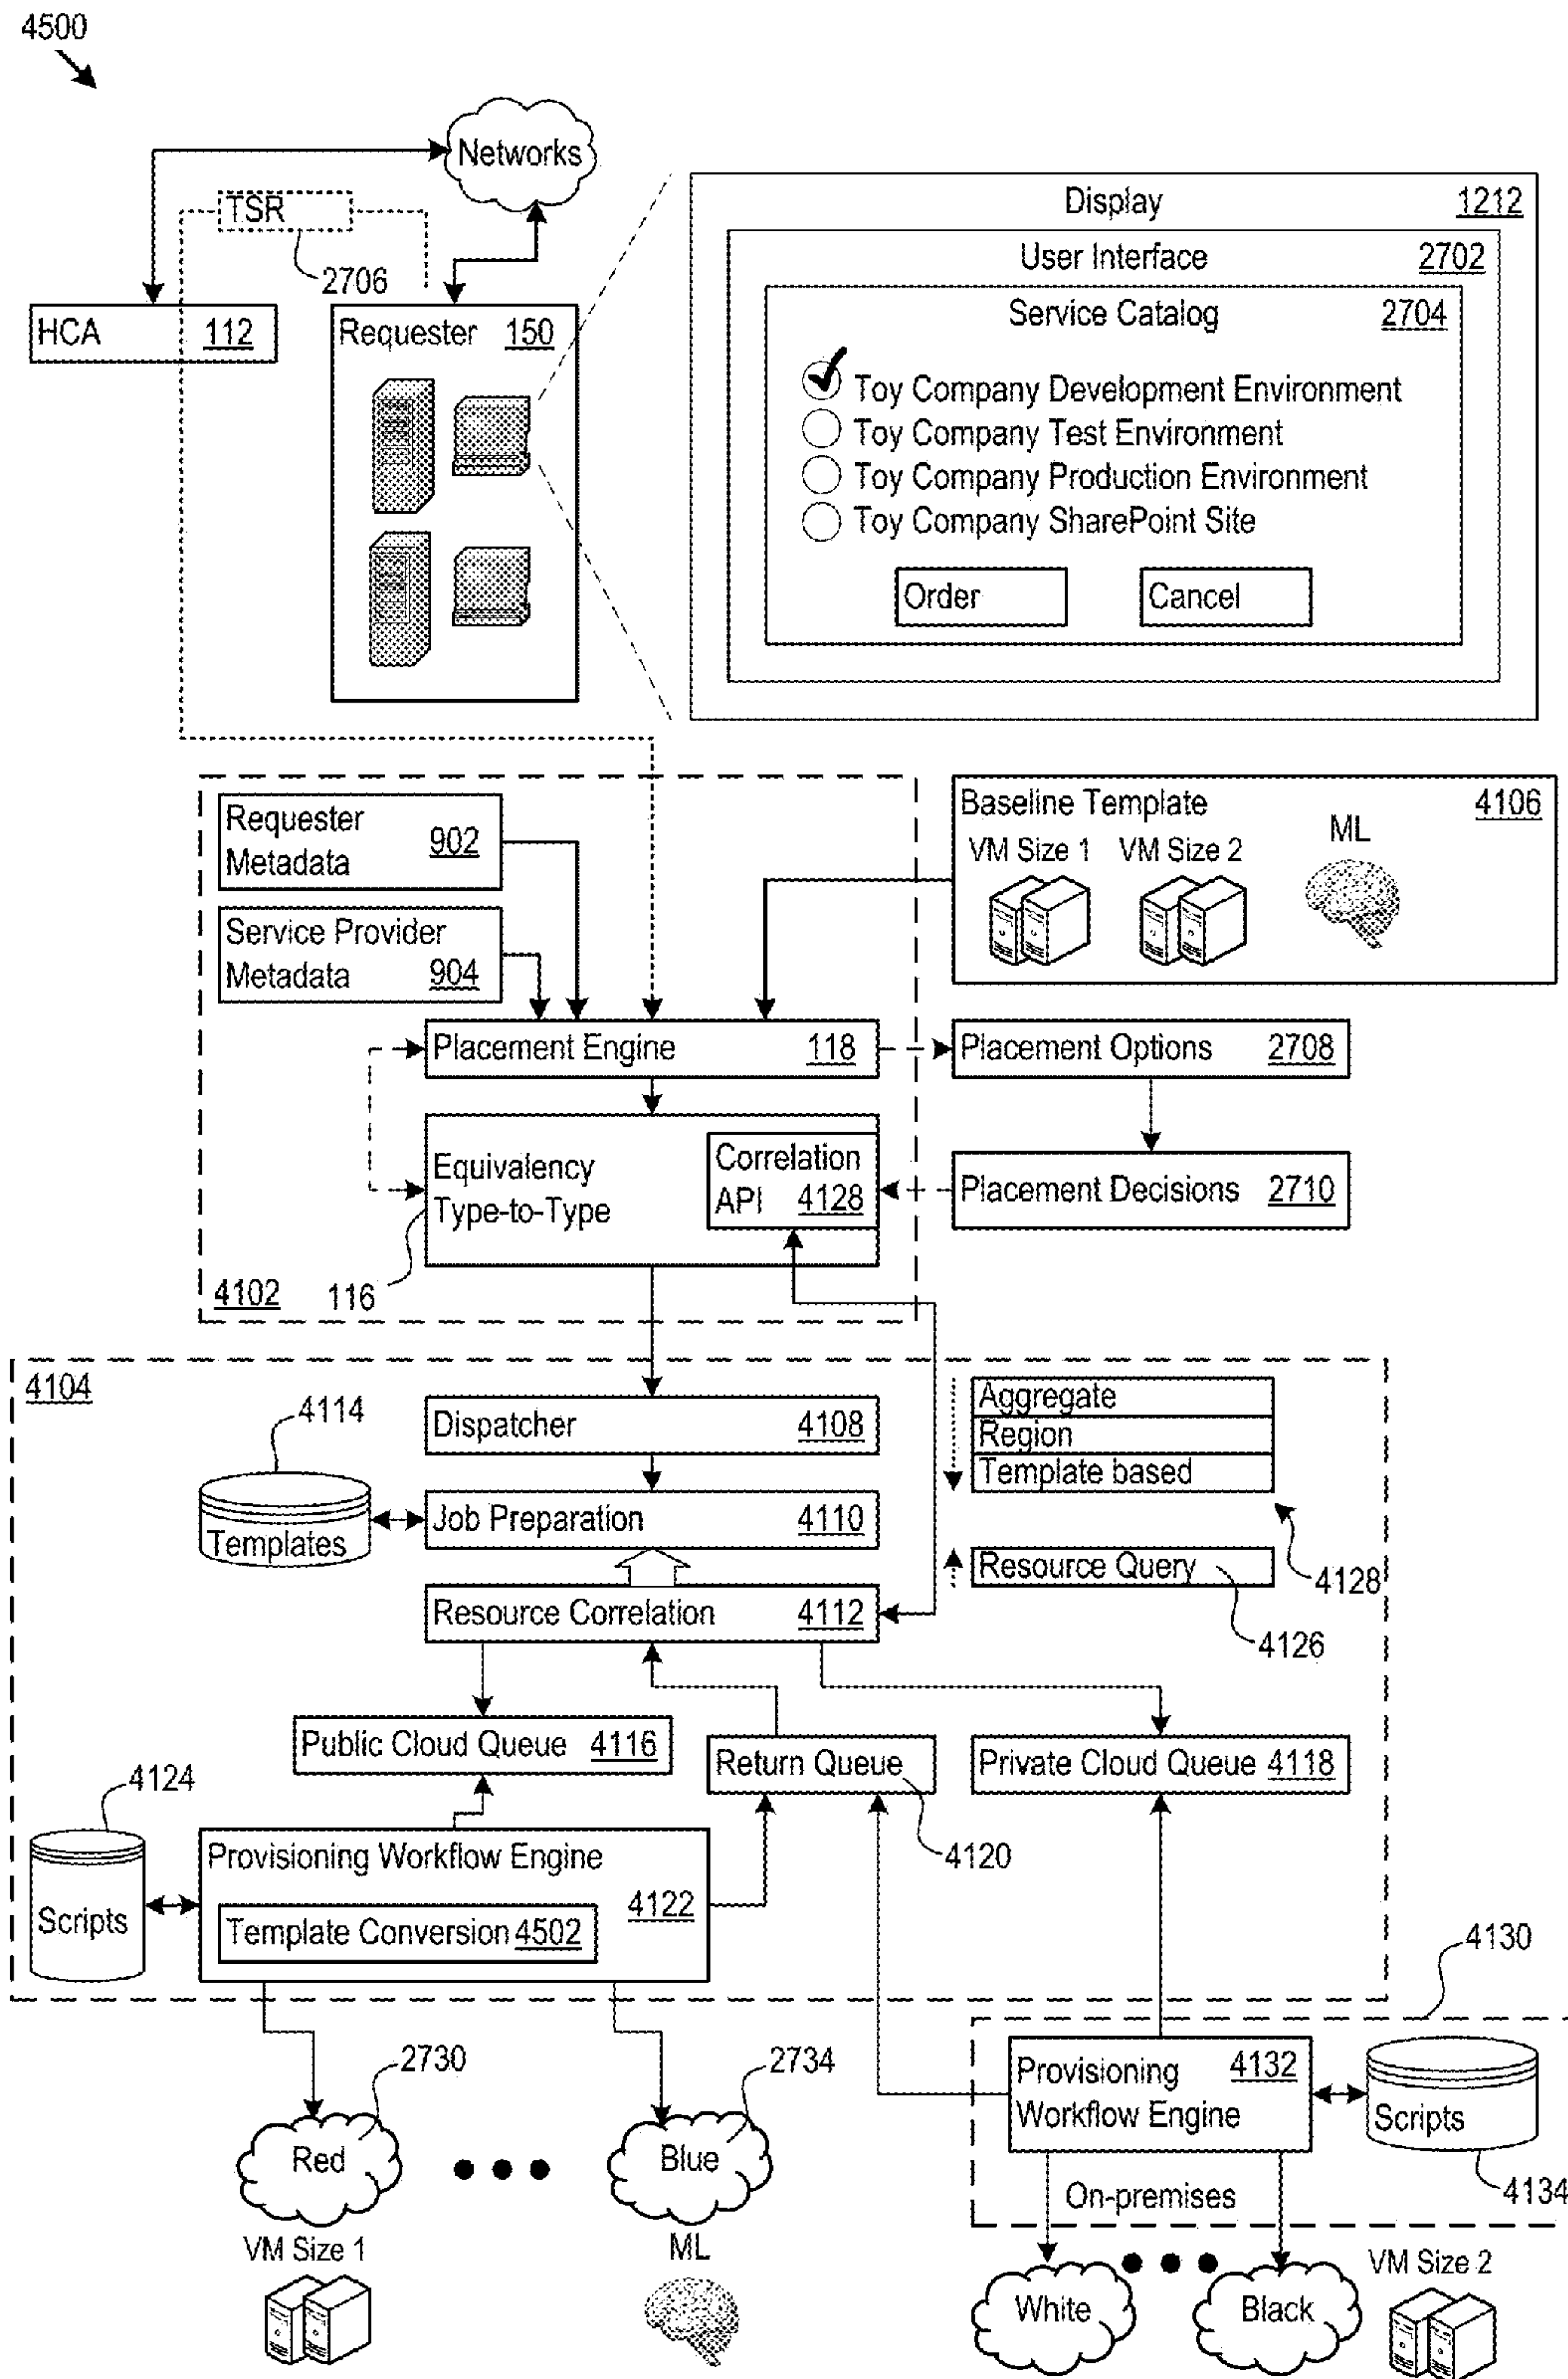 4500
Networks
TSR
2706
HCA 112
Requester 150
Display 1212
User Interface 2702
Service Catalog 2704
Toy Company Development Environment
Toy Company Test Environment
Toy Company Production Environment
Toy Company SharePoint Site
Order
Cancel
Requester
Metadata 902
Service Provider
Metadata 904
Baseline Template 4106
VM Size 1
VM Size 2
ML
Placement Engine 118
Placement Options 2708
Equivalency
Type-to-Type
Correlation
API 4128
Placement Decisions 2710
4102
116
4104
4114
Templates
Dispatcher 4108
Job Preparation 4110
Resource Correlation 4112
Aggregate
Region
Template based
4128
Resource Query
4126
Public Cloud Queue 4116
Return Queue
4120
Private Cloud Queue 4118
4124
Scripts
Provisioning Workflow Engine
4122
Template Conversion 4502
4130
2730
Red
VM Size 1
2734
Blue
ML
Provisioning 4132
Workflow Engine
Scripts
4134
On-premises
White
Black
VM Size 2